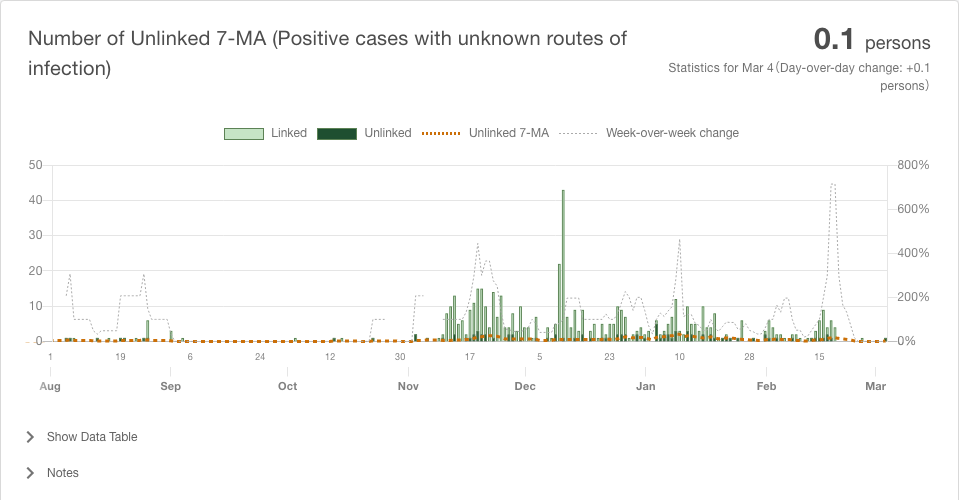 Number of Unlinked 7-MA (Positive cases with unknown routes of
infection)
0.1 persons
Statistics for Mar 4(Day-over-day change: +0.1
persons)
Linked Unlinked Unlinked 7-MA Week-over-week change
50 800%
40 600%
30 400%
20 200%
10 0%
0
1 19 6 24 12 30 17 5 23 10 28 15
Aug Sep Oct Nov Dec Jan Feb Mar
Show Data Table
Notes